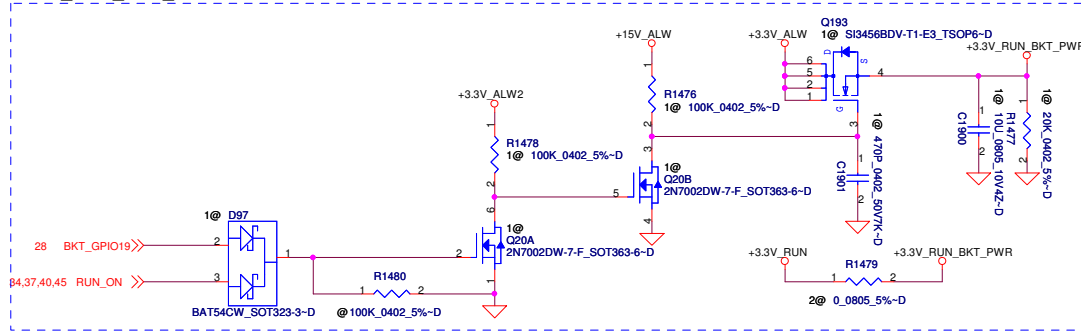 Q193
1@ SI3456BDV-T1-E3_TSOP6~D
+15V_ALW
+3.3V_ALW
+3.3V_RUN_BKT_PWR
D
S
G
6
5
2
1
4
3
1
R1476
1@ 100K_0402_5%~D
2
+3.3V_ALW2
1
R1478
1@ 100K_0402_5%~D
2
1@ 470P_0402_50V7K~D
C1901
1
2
1@
10U_0805_10V4Z~D
C1900
1
2
1@
20K_0402_5%~D
R1477
1
2
3
1@
Q20B
2N7002DW-7-F_SOT363-6~D
5
4
6
1@
Q20A
2N7002DW-7-F_SOT363-6~D
2
1
1@ D97
28 BKT_GPIO19
2
1
34,37,40,45 RUN_ON
3
BAT54CW_SOT323-3~D
R1480
1
2
@100K_0402_5%~D
+3.3V_RUN
+3.3V_RUN_BKT_PWR
R1479
1
2
2@ 0_0805_5%~D